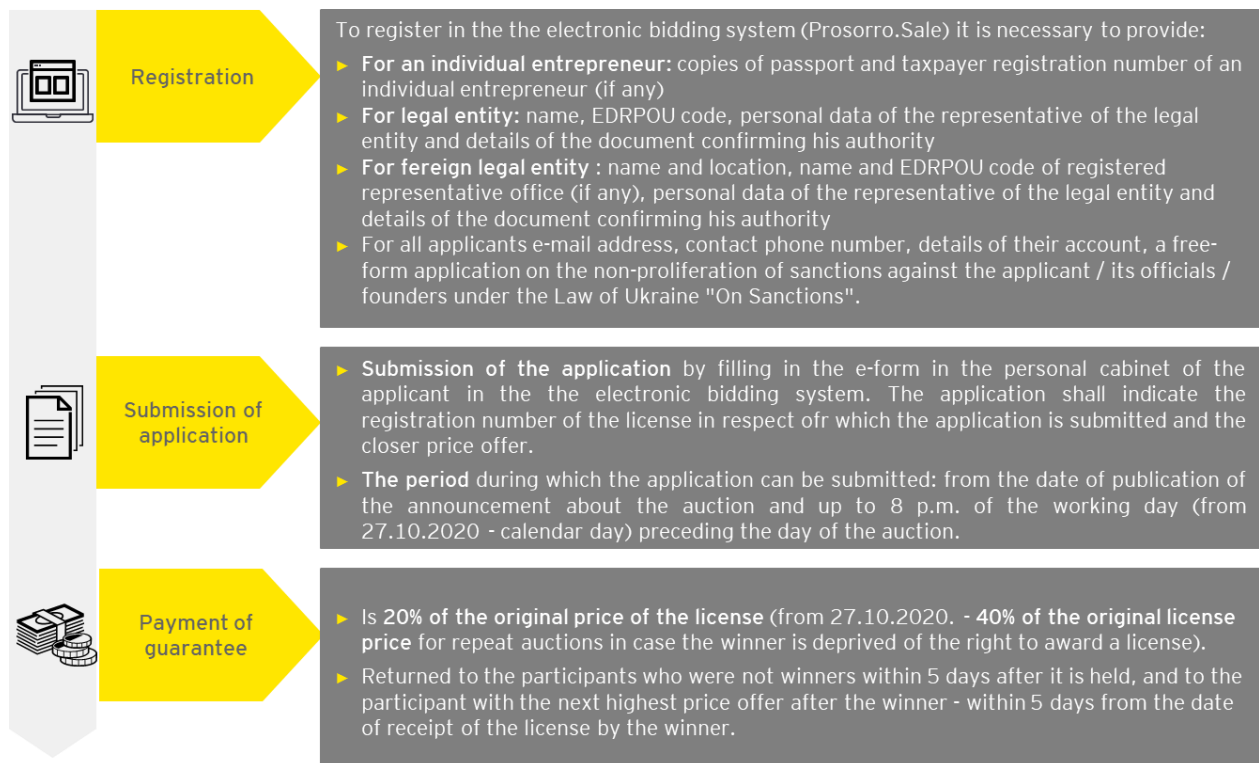 Registration
To register in the the electronic bidding system (Prosorro.Sale) it is necessary to provide:
► For an individual entrepreneur: copies of passport and taxpayer registration number of an
individual entrepreneur (if any)
► For legal entity: name, EDRPOU code, personal data of the representative of the legal
entity and details of the document confirming his authority
► For fereign legal entity : name and location, name and EDRPOU code of registered
representative office (if any), personal data of the representative of the legal entity and
details of the document confirming his authority
► For all applicants e-mail address, contact phone number, details of their account, a free-
form application on the non-proliferation of sanctions against the applicant / its officials /
founders under the Law of Ukraine "On Sanctions".
Submission of
application
► Submission of the application by filling in the e-form in the personal cabinet of the
applicant in the the electronic bidding system. The application shall indicate the
registration number of the license in respect ofr which the application is submitted and the
closer price offer.
► The period during which the application can be submitted: from the date of publication of
the announcement about the auction and up to 8 p.m. of the working day (from
27.10.2020 - calendar day) preceding the day of the auction.
Payment of
guarantee
► Is 20% of the original price of the license (from 27.10.2020. - 40% of the original license
price for repeat auctions in case the winner is deprived of the right to award a license).
► Returned to the participants who were not winners within 5 days after it is held, and to the
participant with the next highest price offer after the winner - within 5 days from the date
of receipt of the license by the winner.